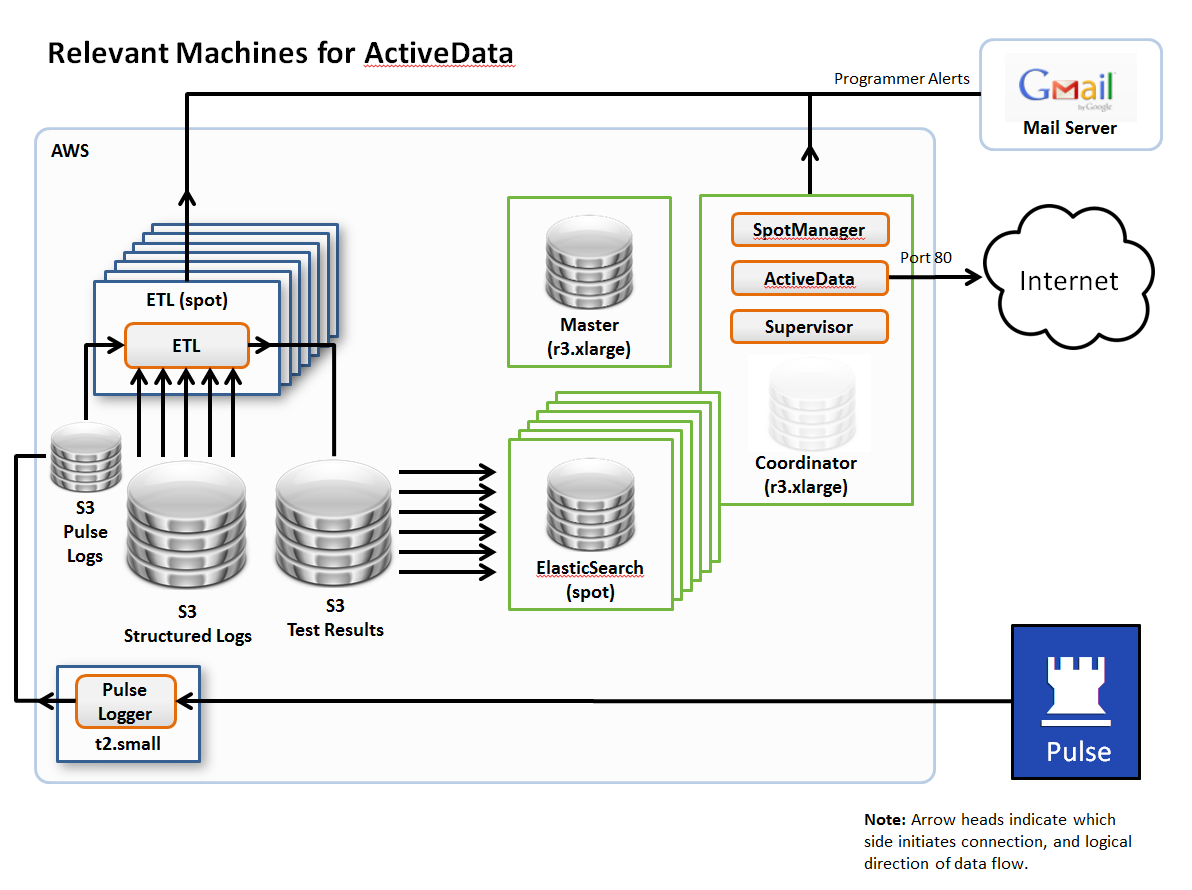 Relevant Machines for ActiveData
Programmer Alerts
Gmail
by Google
Mail Server
AWS
SpotManager
ActiveData
Supervisor
Port 80
Internet
ETL (spot)
ETL
Master
(r3.xlarge)
Coordinator
(r3.xlarge)
S3
Pulse
Logs
S3
Structured Logs
S3
Test Results
ElasticSearch
(spot)
Pulse
Logger
t2.small
Pulse
Note: Arrow heads indicate which
side initiates connection, and logical
direction of data flow.